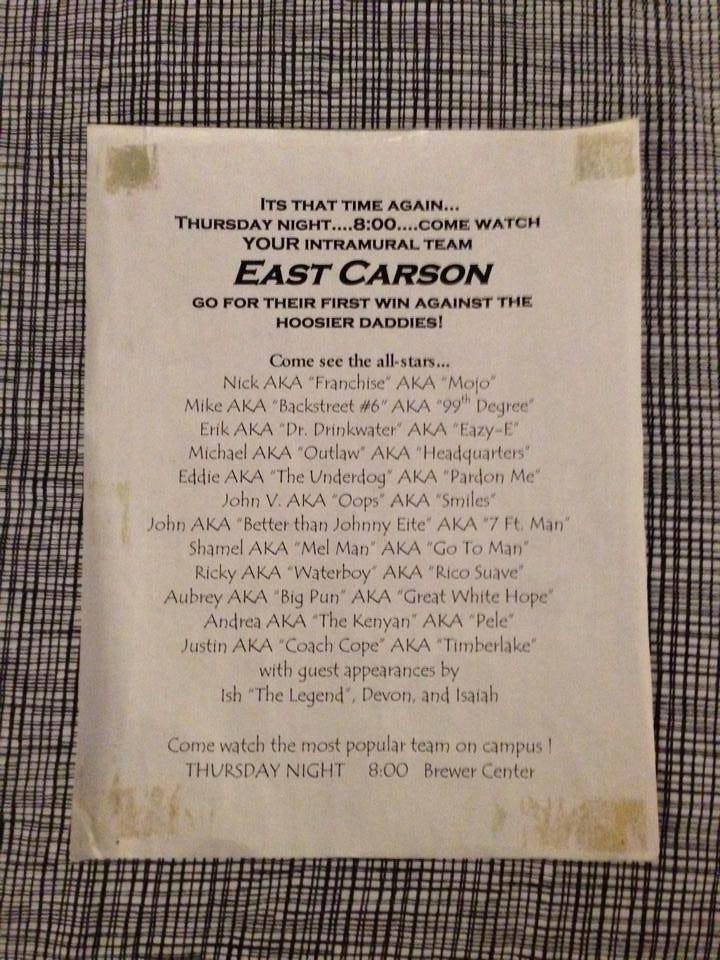 ITS THAT TIME AGAIN...
THURSDAY NIGHT....8:00....COME WATCH
YOUR INTRAMURAL TEAM
EAST CARSON
GO FOR THEIR FIRST WIN AGAINST THE
HOOSIER DADDIES!
Come see the all-stars...
Nick AKA "Franchise" AKA "Mojo"
Mike AKA "Backstreet #6" AKA "99th Degree"
Erik AKA "Dr. Drinkwater" AKA "Eazy-E"
Michael AKA "Outlaw" AKA "Headquarters"
Eddie AKA "The Underdog" AKA "Pardon Me"
John V. AKA "Oops" AKA "Smiles"
John AKA "Better than Johnny Eite" AKA "7 Ft. Man"
Shamel AKA "Mel Man" AKA "Go To Man"
Ricky AKA "Waterboy" AKA "Rico Suave"
Aubrey AKA "Big Pun" AKA "Great White Hope"
Andrea AKA "The Kenyan" AKA "Pele"
Justin AKA "Coach Cope" AKA "Timberlake"
with guest appearances by
Ish "The Legend", Devon, and Isaiah
Come watch the most popular team on campus !
THURSDAY NIGHT 8:00 Brewer Center